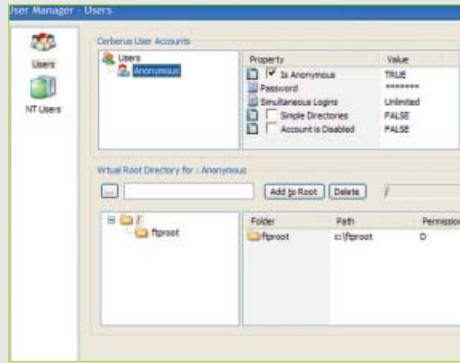 User Manager - Users
Users
NT Users
Cerberus User Accounts
Users
Anonymous
Property Value
Is Anonymous TRUE
Password *******
Simultaneous Logins Unlimited
Simple Directories FALSE
Account is Disabled FALSE
Virtual Root Directory for : Anonymous
... Add to Root Delete /
/
ftproot
Folder Path Permission
ftproot c:\ftproot D